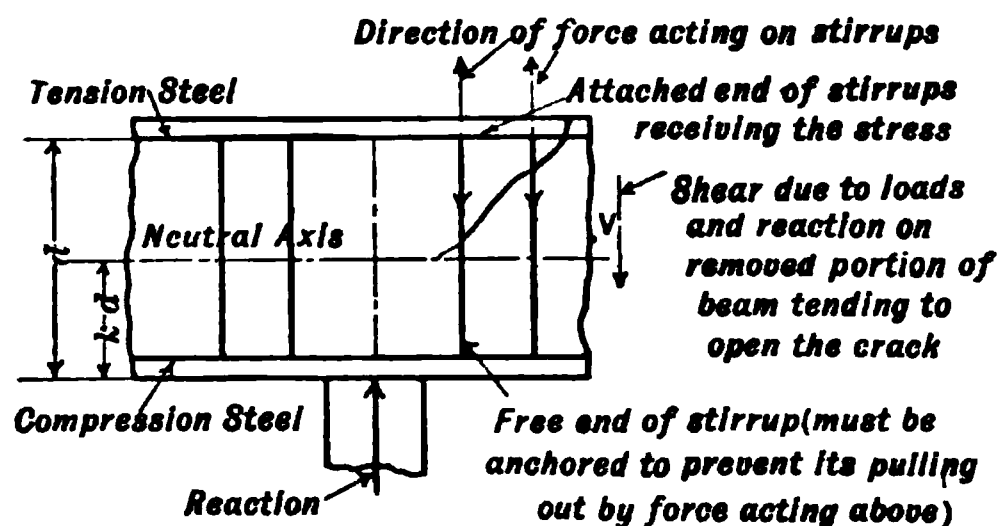 Direction of force acting on stirrups
Tension Steel
Attached end of stirrups
receiving the stress
Shear due to loads
and reaction on
removed portion of
beam tending to
open the crack
V
Neutral Axis
d
k-d
Compression Steel
Free end of stirrup(must be
anchored to prevent its pulling
out by force acting above)
Reaction